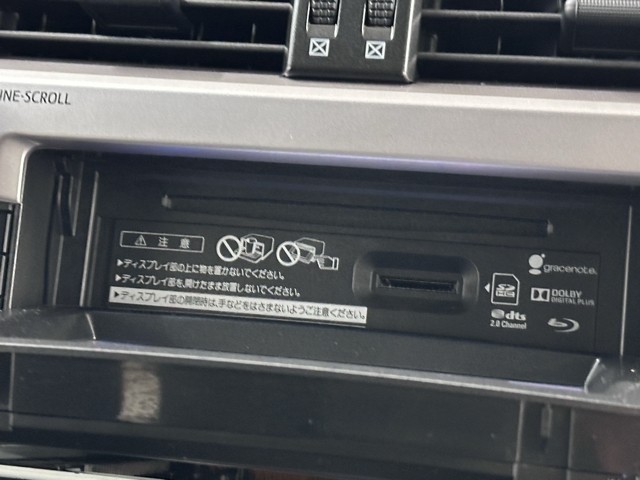 NE-SCROLL
注 意
▶ディスプレイ部の上に物を置かないでください。
▶ディスプレイ部を、開けたまま放置しないでください。
▶ディスプレイ部の開閉時は、手などをはさまないようご注意ください。
gracenote.
SD HC
DOLBY
DIGITAL PLUS
dts
2.0 Channel